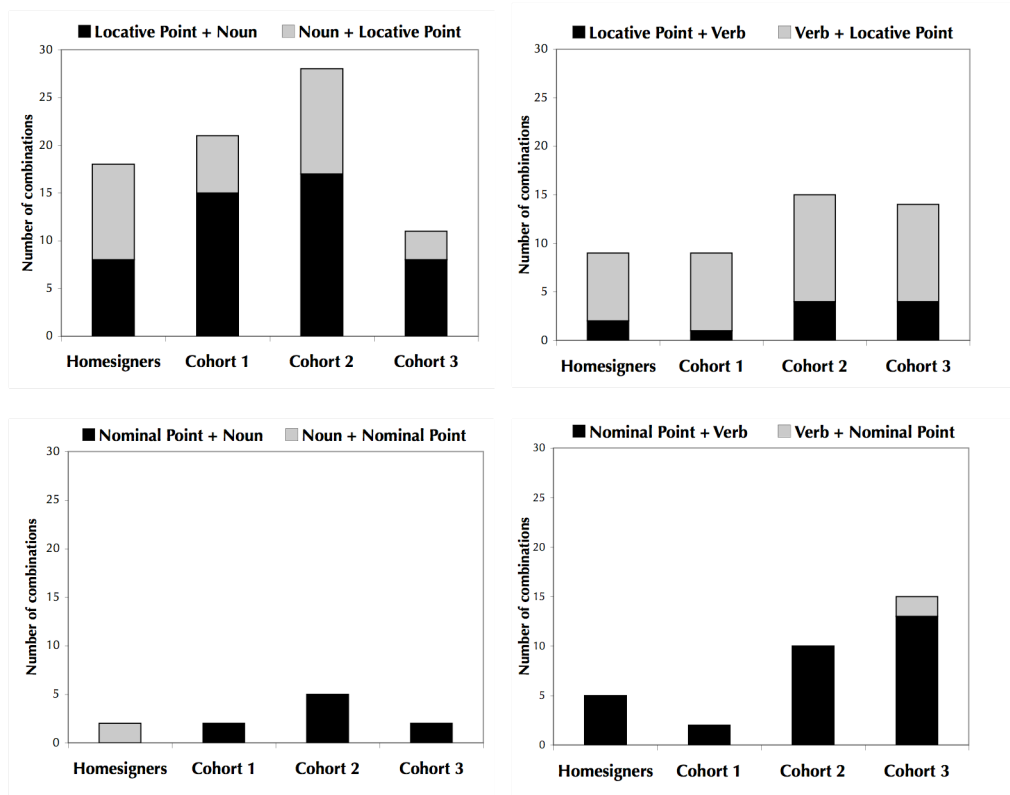 Locative Point + Noun Noun + Locative Point
30
25
20
15
10
5
0
Number of combinations
Homesigners Cohort 1 Cohort 2 Cohort 3
Locative Point + Verb Verb + Locative Point
30
25
20
15
10
5
0
Number of combinations
Homesigners Cohort 1 Cohort 2 Cohort 3
Nominal Point + Noun Noun + Nominal Point
30
25
20
15
10
5
0
Number of combinations
Homesigners Cohort 1 Cohort 2 Cohort 3
Nominal Point + Verb Verb + Nominal Point
30
25
20
15
10
5
0
Number of combinations
Homesigners Cohort 1 Cohort 2 Cohort 3